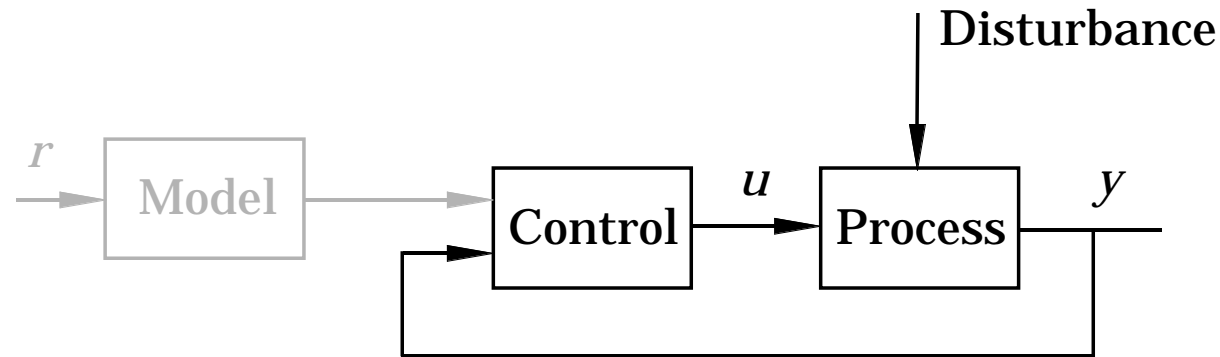 Disturbance
r
Model
Control
u
Process
y